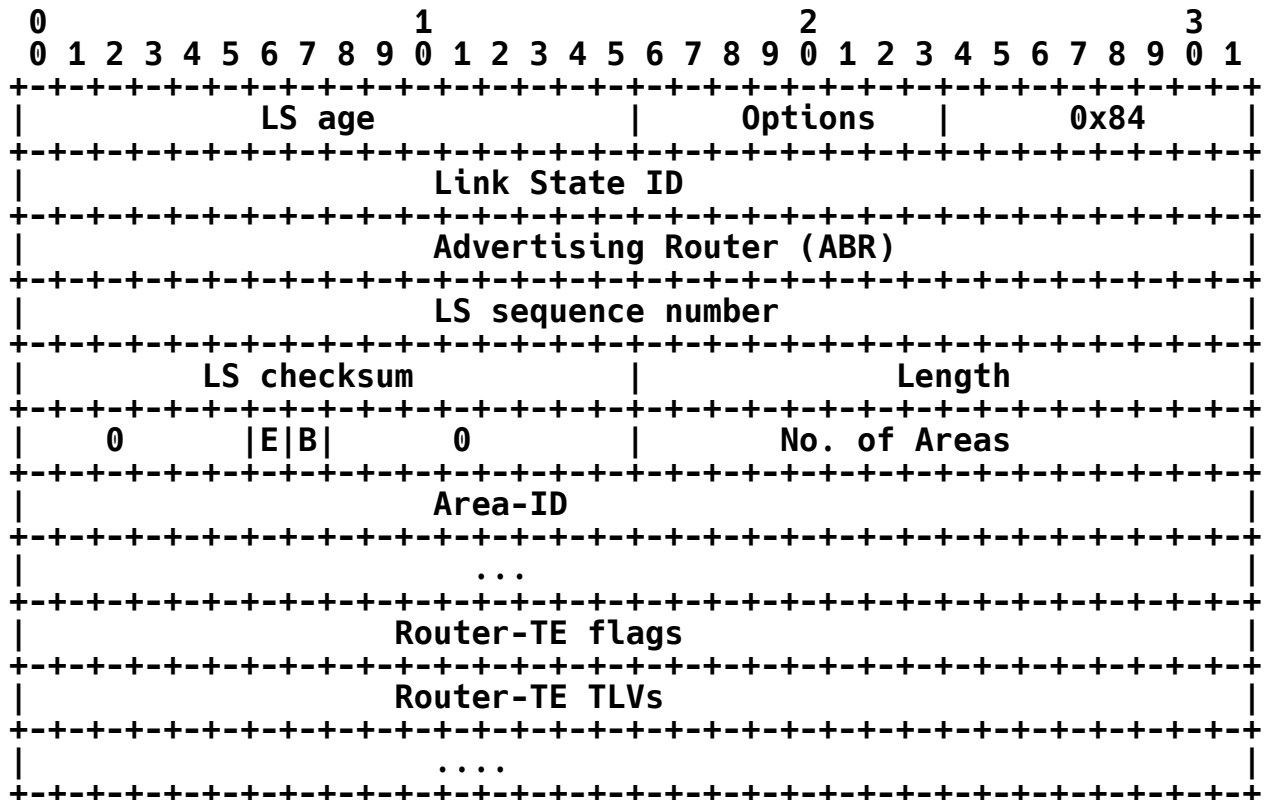 0                   1                   2                   3
 0 1 2 3 4 5 6 7 8 9 0 1 2 3 4 5 6 7 8 9 0 1 2 3 4 5 6 7 8 9 0 1
+-+-+-+-+-+-+-+-+-+-+-+-+-+-+-+-+-+-+-+-+-+-+-+-+-+-+-+-+-+-+-+-+
|            LS age             |     Options   |      0x84     |
+-+-+-+-+-+-+-+-+-+-+-+-+-+-+-+-+-+-+-+-+-+-+-+-+-+-+-+-+-+-+-+-+
|                     Link State ID                             |
+-+-+-+-+-+-+-+-+-+-+-+-+-+-+-+-+-+-+-+-+-+-+-+-+-+-+-+-+-+-+-+-+
|                     Advertising Router (ABR)                  |
+-+-+-+-+-+-+-+-+-+-+-+-+-+-+-+-+-+-+-+-+-+-+-+-+-+-+-+-+-+-+-+-+
|                     LS sequence number                        |
+-+-+-+-+-+-+-+-+-+-+-+-+-+-+-+-+-+-+-+-+-+-+-+-+-+-+-+-+-+-+-+-+
|         LS checksum           |             Length            |
+-+-+-+-+-+-+-+-+-+-+-+-+-+-+-+-+-+-+-+-+-+-+-+-+-+-+-+-+-+-+-+-+
|    0      |E|B|      0        |       No. of Areas            |
+-+-+-+-+-+-+-+-+-+-+-+-+-+-+-+-+-+-+-+-+-+-+-+-+-+-+-+-+-+-+-+-+
|                     Area-ID                                   |
+-+-+-+-+-+-+-+-+-+-+-+-+-+-+-+-+-+-+-+-+-+-+-+-+-+-+-+-+-+-+-+-+
|                       ...                                     |
+-+-+-+-+-+-+-+-+-+-+-+-+-+-+-+-+-+-+-+-+-+-+-+-+-+-+-+-+-+-+-+-+
|                   Router-TE flags                             |
+-+-+-+-+-+-+-+-+-+-+-+-+-+-+-+-+-+-+-+-+-+-+-+-+-+-+-+-+-+-+-+-+
|                   Router-TE TLVs                              |
+-+-+-+-+-+-+-+-+-+-+-+-+-+-+-+-+-+-+-+-+-+-+-+-+-+-+-+-+-+-+-+-+
|                     ....                                      |
+-+-+-+-+-+-+-+-+-+-+-+-+-+-+-+-+-+-+-+-+-+-+-+-+-+-+-+-+-+-+-+-+